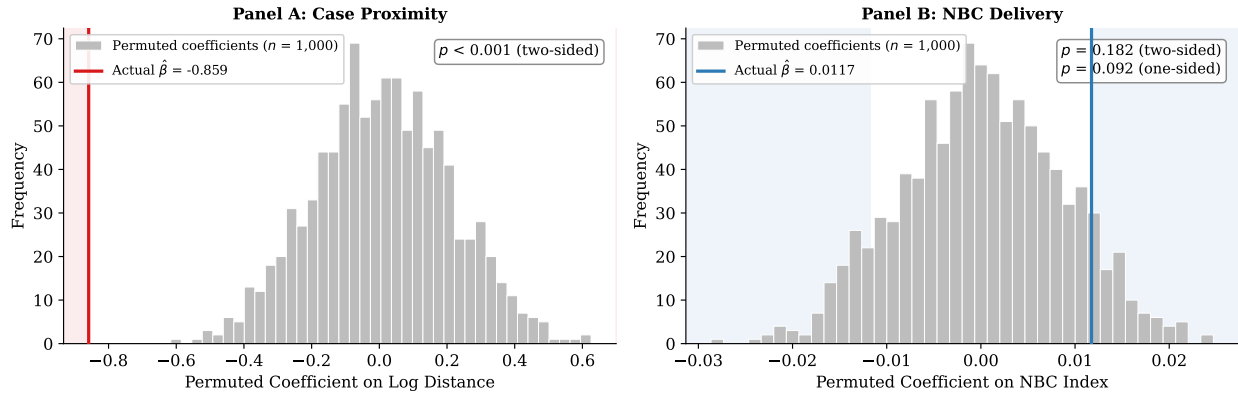 Panel A: Case Proximity
Permuted coefficients (n = 1,000)
Actual β̂ = -0.859
p < 0.001 (two-sided)
Frequency
70
60
50
40
30
20
10
0
−0.8 −0.6 −0.4 −0.2 0.0 0.2 0.4 0.6
Permuted Coefficient on Log Distance
Panel B: NBC Delivery
Permuted coefficients (n = 1,000)
Actual β̂ = 0.0117
p = 0.182 (two-sided)
p = 0.092 (one-sided)
Frequency
70
60
50
40
30
20
10
0
−0.03 −0.02 −0.01 0.00 0.01 0.02
Permuted Coefficient on NBC Index